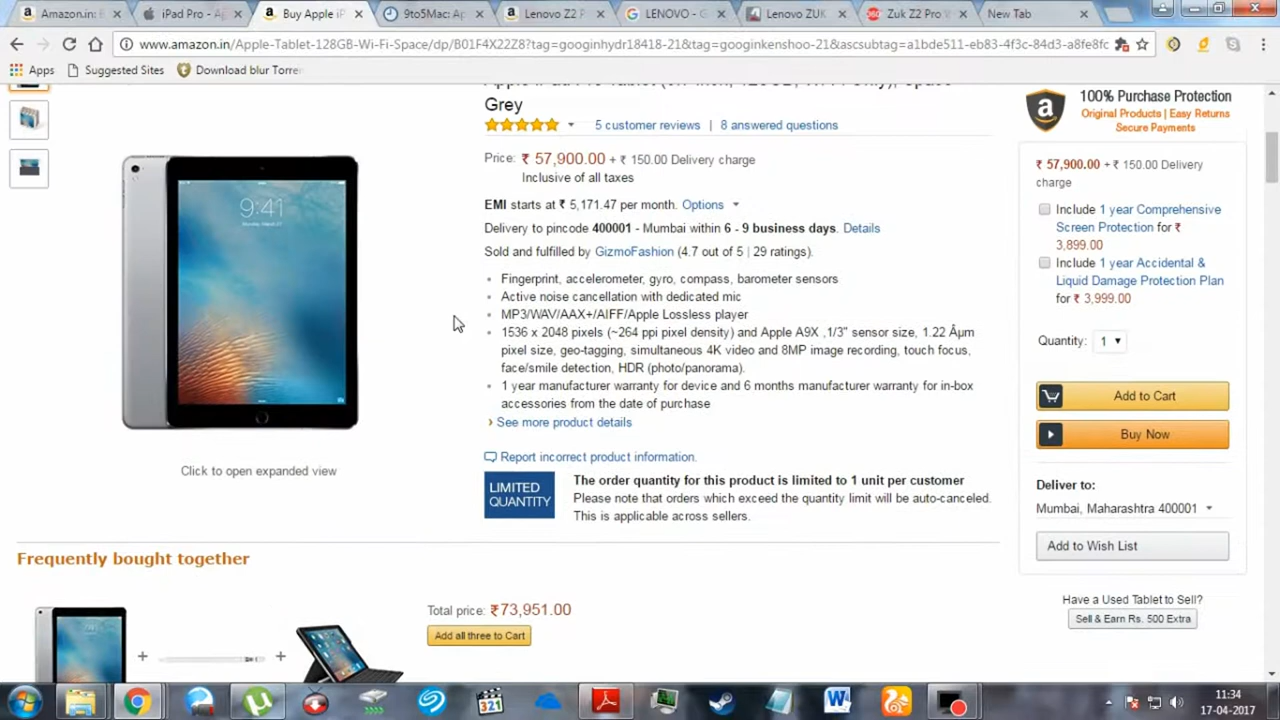 Amazon.in: E
iPad Pro - A
Buy Apple iP
9to5Mac: Ap
Lenovo Z2 P
LENOVO - G
Lenovo ZUK
Zuk Z2 Pro V
New Tab
www.amazon.in/Apple-Tablet-128GB-Wi-Fi-Space/dp/B01F4X22Z8?tag=googinhydr18418-21&tag=googinkenshoo-21&ascsubtag=a1bde511-eb83-4f3c-84d3-a8fe8fc
Apps
Suggested Sites
Download blur Torre
Grey
5 customer reviews | 8 answered questions
Price: ₹ 57,900.00 + ₹ 150.00 Delivery charge
Inclusive of all taxes
EMI starts at ₹ 5,171.47 per month. Options
Delivery to pincode 400001 - Mumbai within 6 - 9 business days. Details
Sold and fulfilled by GizmoFashion (4.7 out of 5 | 29 ratings).
Fingerprint, accelerometer, gyro, compass, barometer sensors
Active noise cancellation with dedicated mic
MP3/WAV/AAX+/AIFF/Apple Lossless player
1536 x 2048 pixels (~264 ppi pixel density) and Apple A9X ,1/3" sensor size, 1.22 Âµm
pixel size, geo-tagging, simultaneous 4K video and 8MP image recording, touch focus,
face/smile detection, HDR (photo/panorama).
1 year manufacturer warranty for device and 6 months manufacturer warranty for in-box
accessories from the date of purchase
› See more product details
Report incorrect product information.
LIMITED
QUANTITY
The order quantity for this product is limited to 1 unit per customer
Please note that orders which exceed the quantity limit will be auto-canceled.
This is applicable across sellers.
9:41
Click to open expanded view
Frequently bought together
Total price: ₹73,951.00
Add all three to Cart
a
100% Purchase Protection
Original Products | Easy Returns
Secure Payments
₹ 57,900.00 + ₹ 150.00 Delivery
charge
Include 1 year Comprehensive
Screen Protection for ₹
3,899.00
Include 1 year Accidental &
Liquid Damage Protection Plan
for ₹ 3,999.00
Quantity: 1
Add to Cart
Buy Now
Deliver to:
Mumbai, Maharashtra 400001
Add to Wish List
Have a Used Tablet to Sell?
Sell & Earn Rs. 500 Extra
321
11:34
17-04-2017